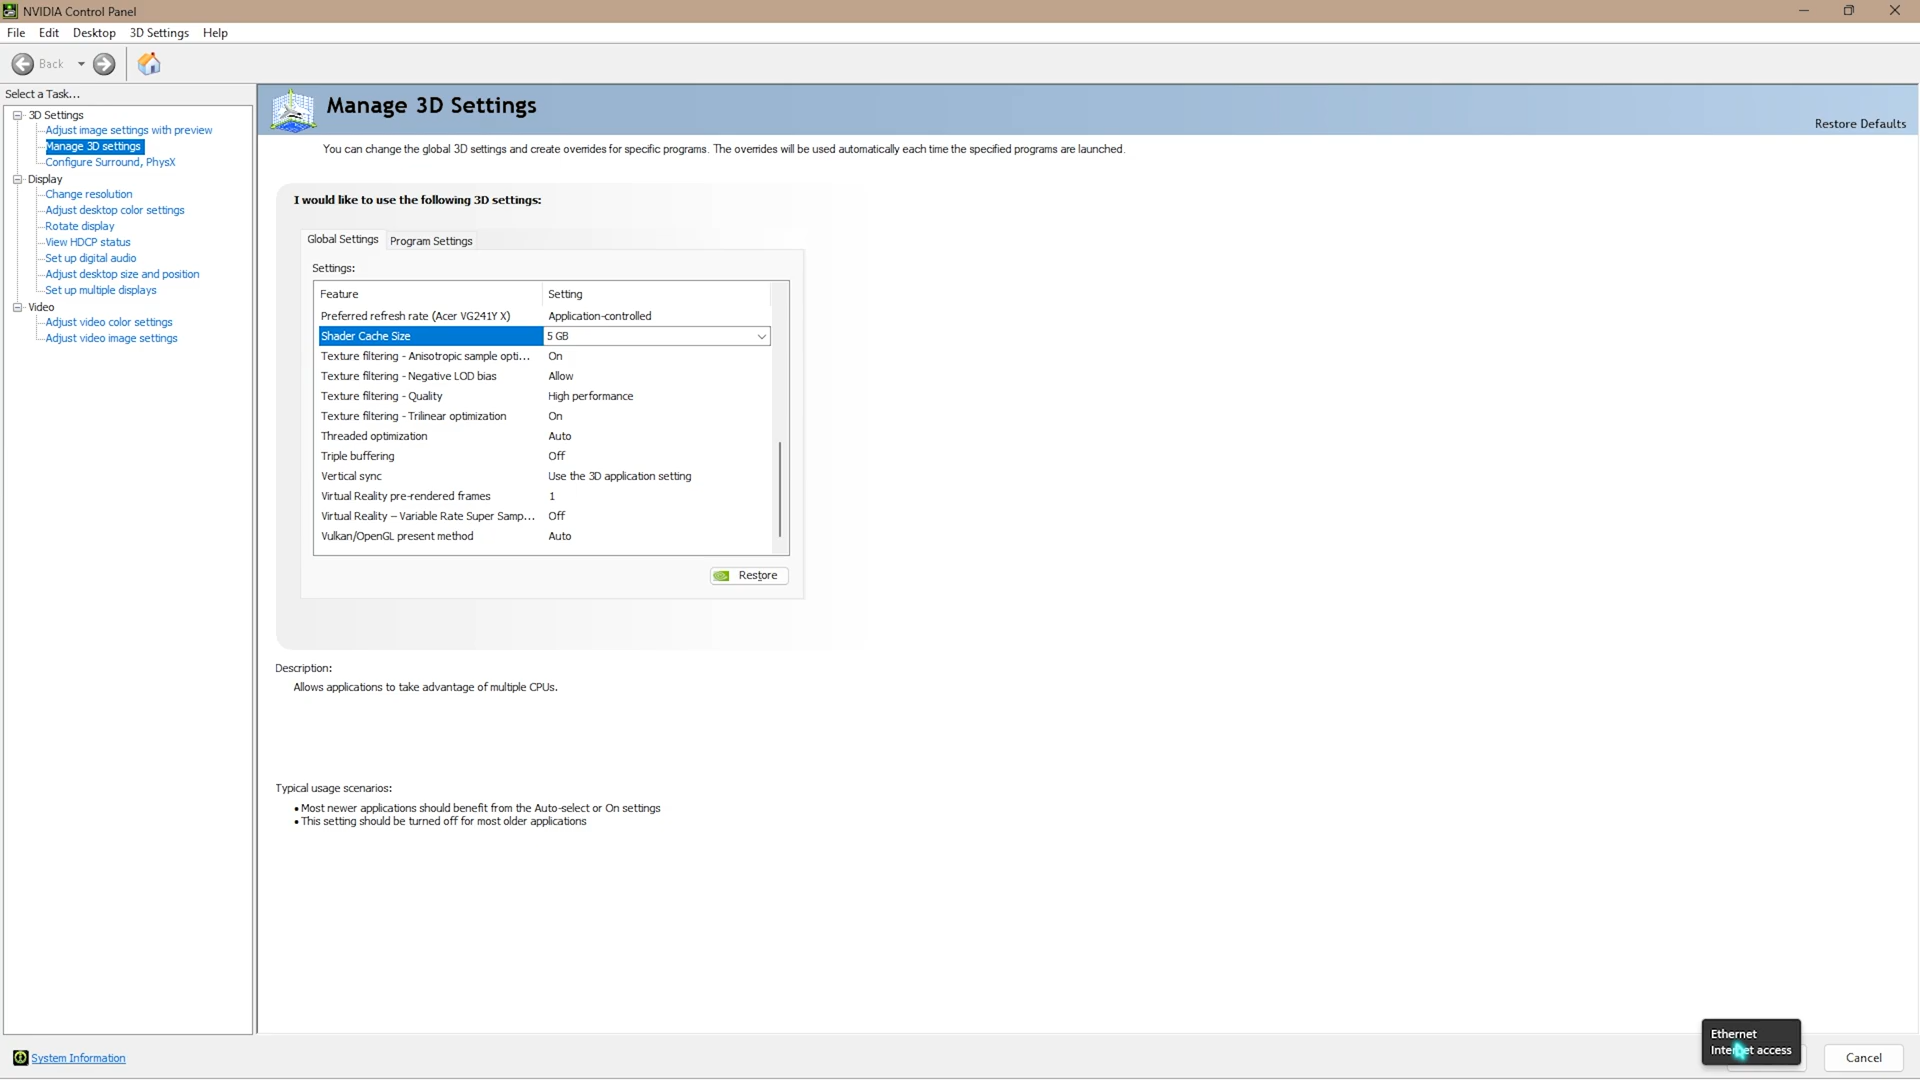 NVIDIA Control Panel
File Edit Desktop 3D Settings Help
Back
Select a Task...
3D Settings
Adjust image settings with preview
Manage 3D settings
Configure Surround, PhysX
Display
Change resolution
Adjust desktop color settings
Rotate display
View HDCP status
Set up digital audio
Adjust desktop size and position
Set up multiple displays
Video
Adjust video color settings
Adjust video image settings
Manage 3D Settings
Restore Defaults
You can change the global 3D settings and create overrides for specific programs. The overrides will be used automatically each time the specified programs are launched.
I would like to use the following 3D settings:
Global Settings Program Settings
Settings:
Feature Setting
Preferred refresh rate (Acer VG241Y X) Application-controlled
Shader Cache Size 5 GB
Texture filtering - Anisotropic sample opti... On
Texture filtering - Negative LOD bias Allow
Texture filtering - Quality High performance
Texture filtering - Trilinear optimization On
Threaded optimization Auto
Triple buffering Off
Vertical sync Use the 3D application setting
Virtual Reality pre-rendered frames 1
Virtual Reality – Variable Rate Super Samp... Off
Vulkan/OpenGL present method Auto
Restore
Description:
Allows applications to take advantage of multiple CPUs.
Typical usage scenarios:
• Most newer applications should benefit from the Auto-select or On settings
• This setting should be turned off for most older applications
Ethernet
Internet access
System Information
Cancel